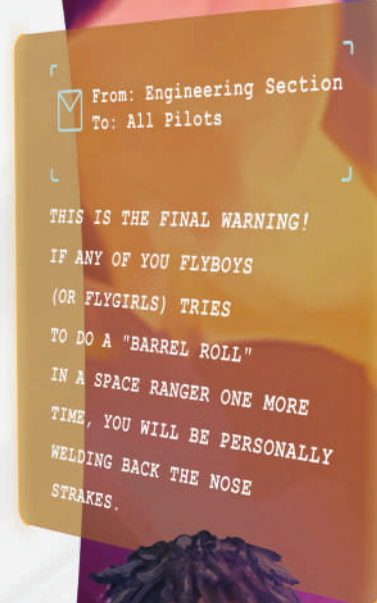 From: Engineering Section
To: All Pilots
THIS IS THE FINAL WARNING!
IF ANY OF YOU FLYBOYS
(OR FLYGIRLS) TRIES
TO DO A "BARREL ROLL"
IN A SPACE RANGER ONE MORE
TIME, YOU WILL BE PERSONALLY
WELDING BACK THE NOSE
STRAKES.